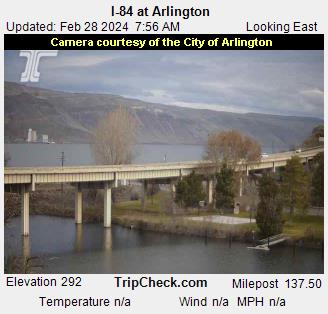 I-84 at Arlington
Updated: Feb 28 2024 7:56 AM Looking East
Camera courtesy of the City of Arlington
Elevation 292 TripCheck.com Milepost 137.50
Temperature n/a Wind n/a MPH n/a